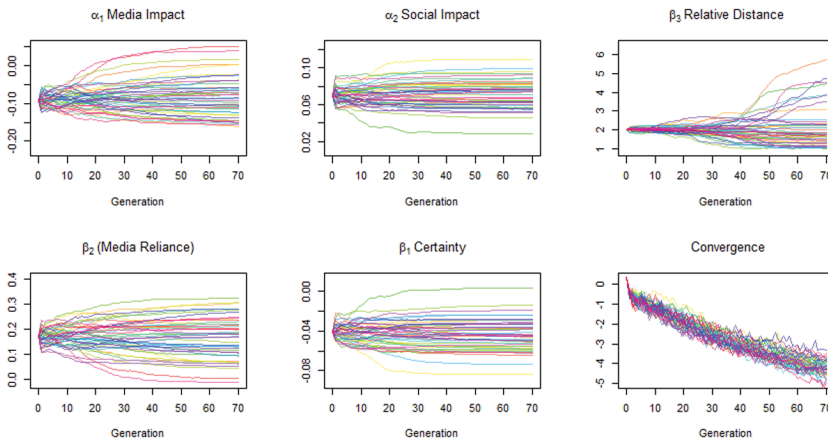 α1 Media Impact
α2 Social Impact
β3 Relative Distance
0.00
-0.10
-0.20
0 10 20 30 40 50 60 70
Generation
0.10
0.06
0.02
0 10 20 30 40 50 60 70
Generation
6
5
4
3
2
1
0 10 20 30 40 50 60 70
Generation
β2 (Media Reliance)
β1 Certainty
Convergence
0.4
0.3
0.2
0.1
0.0
0 10 20 30 40 50 60 70
Generation
0.00
-0.04
-0.08
0 10 20 30 40 50 60 70
Generation
0
-1
-2
-3
-4
-5
0 10 20 30 40 50 60 70
Generation